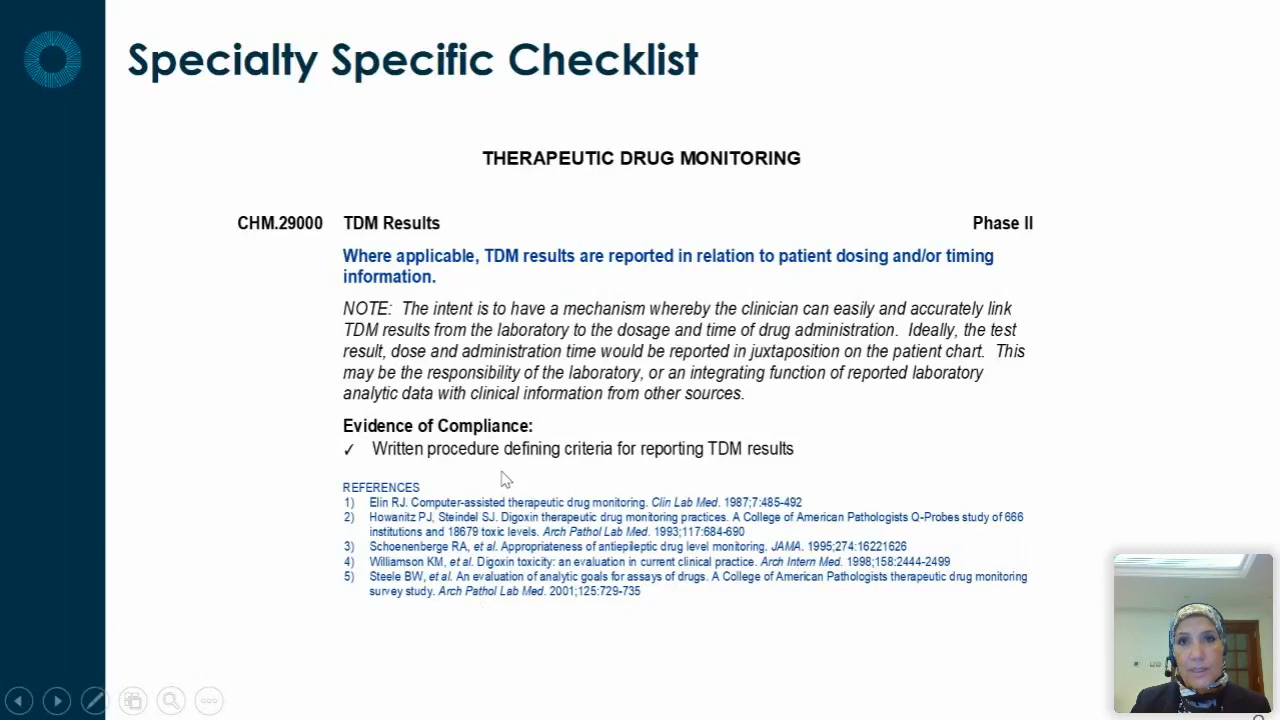 Specialty Specific Checklist
THERAPEUTIC DRUG MONITORING
CHM.29000 TDM Results Phase II
Where applicable, TDM results are reported in relation to patient dosing and/or timing
information.
NOTE: The intent is to have a mechanism whereby the clinician can easily and accurately link
TDM results from the laboratory to the dosage and time of drug administration. Ideally, the test
result, dose and administration time would be reported in juxtaposition on the patient chart. This
may be the responsibility of the laboratory, or an integrating function of reported laboratory
analytic data with clinical information from other sources.
Evidence of Compliance:
✓ Written procedure defining criteria for reporting TDM results
REFERENCES
1) Elin RJ. Computer-assisted therapeutic drug monitoring. Clin Lab Med. 1987;7:485-492
2) Howanitz PJ, Steindel SJ. Digoxin therapeutic drug monitoring practices. A College of American Pathologists Q-Probes study of 666
institutions and 18679 toxic levels. Arch Pathol Lab Med. 1993;117:684-690
3) Schoenenberge RA, et al. Appropriateness of antiepileptic drug level monitoring. JAMA. 1995;274:16221626
4) Williamson KM, et al. Digoxin toxicity: an evaluation in current clinical practice. Arch Intern Med. 1998;158:2444-2499
5) Steele BW, et al. An evaluation of analytic goals for assays of drugs. A College of American Pathologists therapeutic drug monitoring
survey study. Arch Pathol Lab Med. 2001;125:729-735